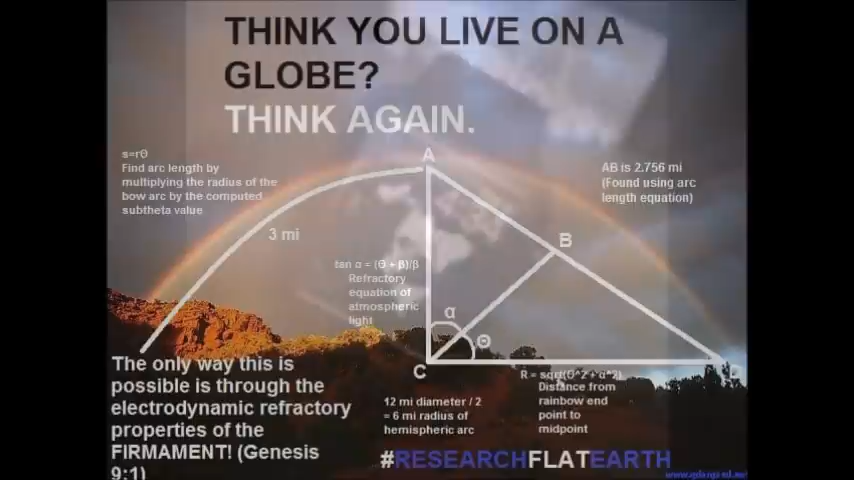 THINK YOU LIVE ON A
GLOBE?
THINK AGAIN.
s=rΘ
Find arc length by
multiplying the radius of the
bow arc by the computed
subtheta value
A
AB is 2.756 mi
(Found using arc
length equation)
3 mi
B
tan α = (Θ + β)/β
Refractory
equation of
atmospheric
light
α
Θ
C
D
The only way this is
possible is through the
electrodynamic refractory
properties of the
FIRMAMENT! (Genesis
9:1)
12 mi diameter / 2
= 6 mi radius of
hemispheric arc
R = sqrt(Θ^2 + α^2)
Distance from
rainbow end
point to
midpoint
#RESEARCHFLATEARTH